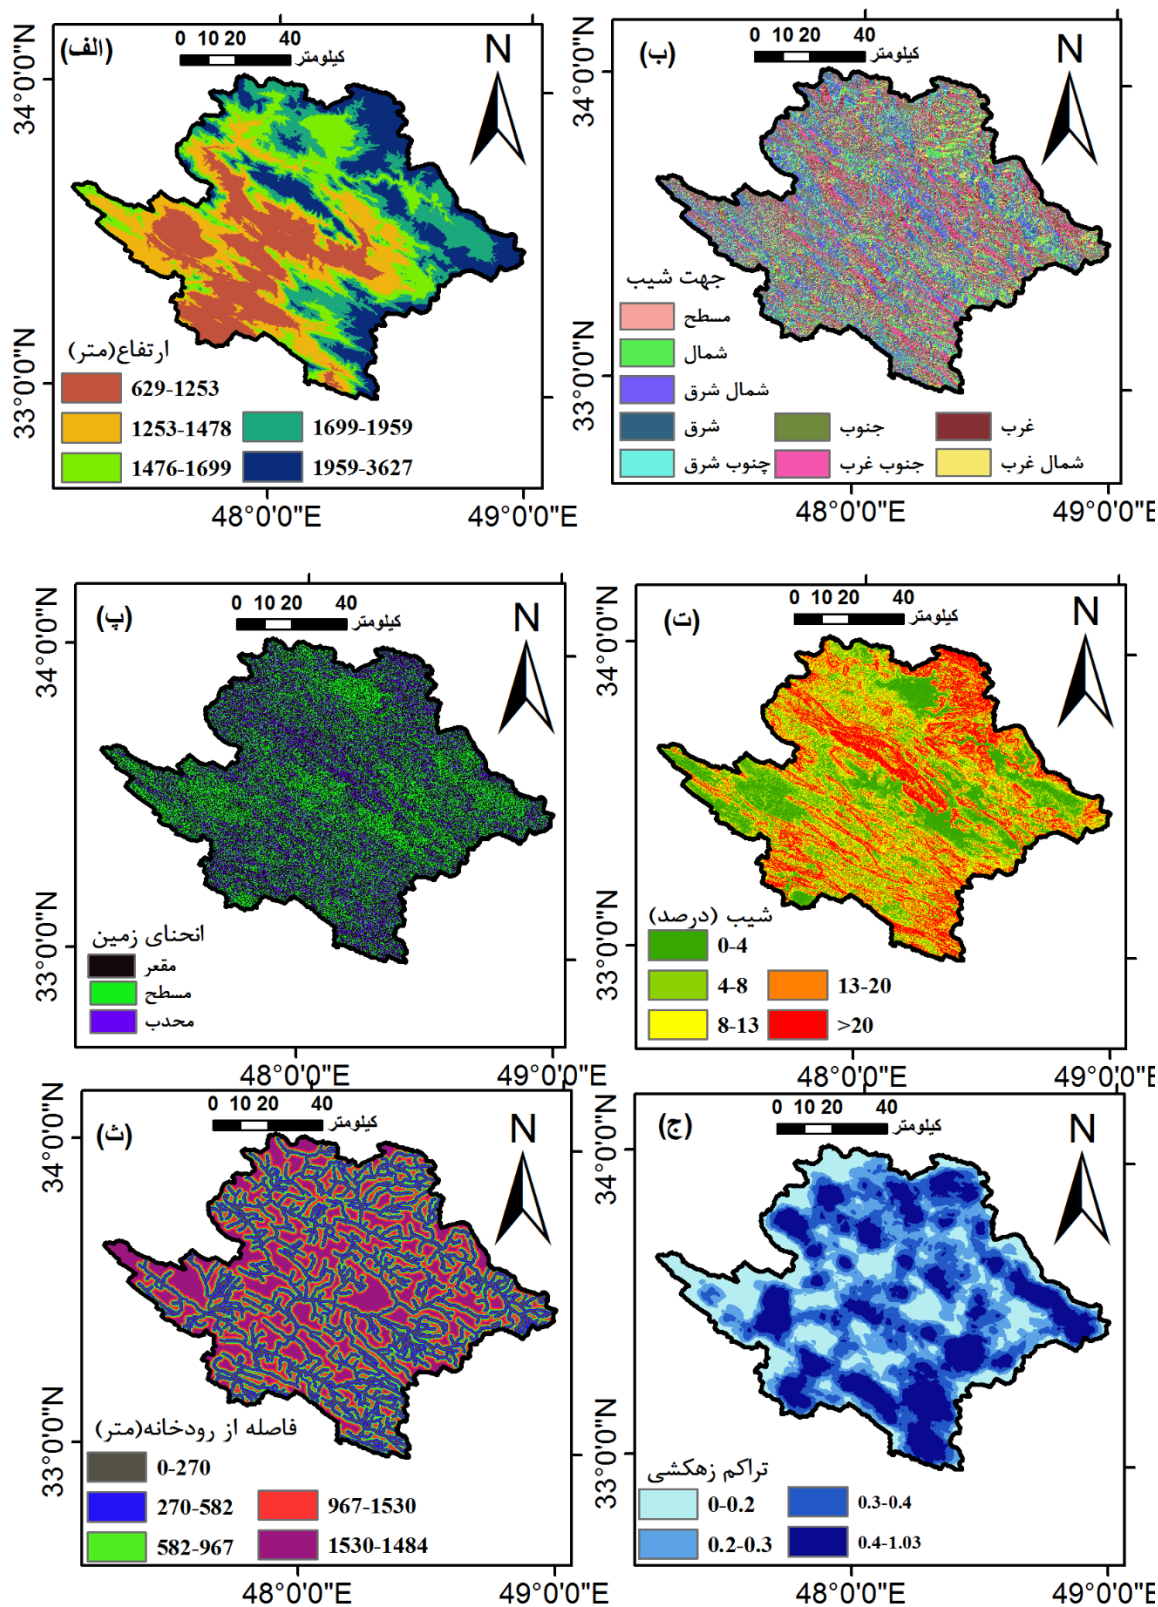 (الف)
0 10 20 40
کیلومتر
N
34°0'0"N
33°0'0"N
ارتفاع(متر)
629-1253
1253-1478
1699-1959
1476-1699
1959-3627
48°0'0"E
49°0'0"E
(ب)
0 10 20 40
کیلومتر
N
34°0'0"N
33°0'0"N
جهت شیب
مسطح
شمال
شمال شرق
شرق
جنوب
غرب
چنوب شرق
جنوب غرب
شمال غرب
48°0'0"E
49°0'0"E
(پ)
0 10 20 40
کیلومتر
N
34°0'0"N
33°0'0"N
انحنای زمین
مقعر
مسطح
محدب
48°0'0"E
49°0'0"E
(ت)
0 10 20 40
کیلومتر
N
34°0'0"N
33°0'0"N
شیب (درصد)
0-4
4-8
13-20
8-13
>20
48°0'0"E
49°0'0"E
(ث)
0 10 20 40
کیلومتر
N
34°0'0"N
33°0'0"N
فاصله از رودخانه(متر)
0-270
270-582
967-1530
582-967
1530-1484
48°0'0"E
49°0'0"E
(ج)
0 10 20 40
کیلومتر
N
34°0'0"N
33°0'0"N
تراکم زهکشی
0-0.2
0.3-0.4
0.2-0.3
0.4-1.03
48°0'0"E
49°0'0"E